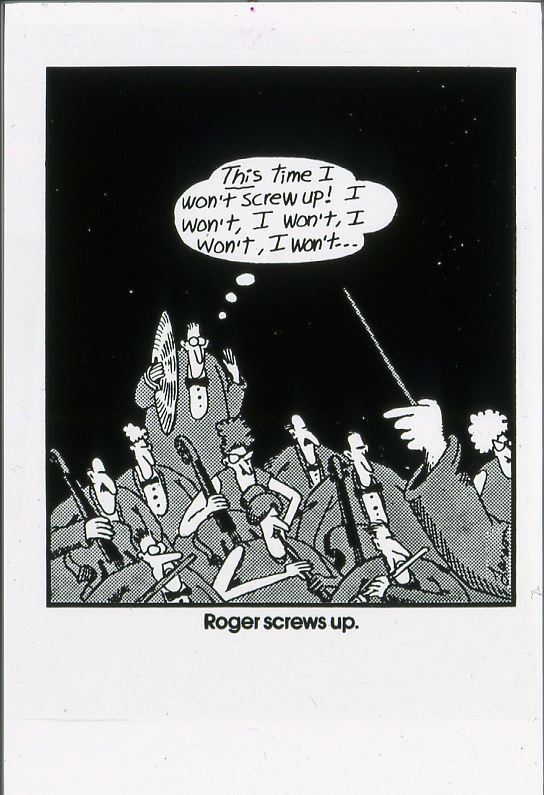 This time I
won't screw up! I
won't, I won't, I
won't, I won't...
Roger screws up.